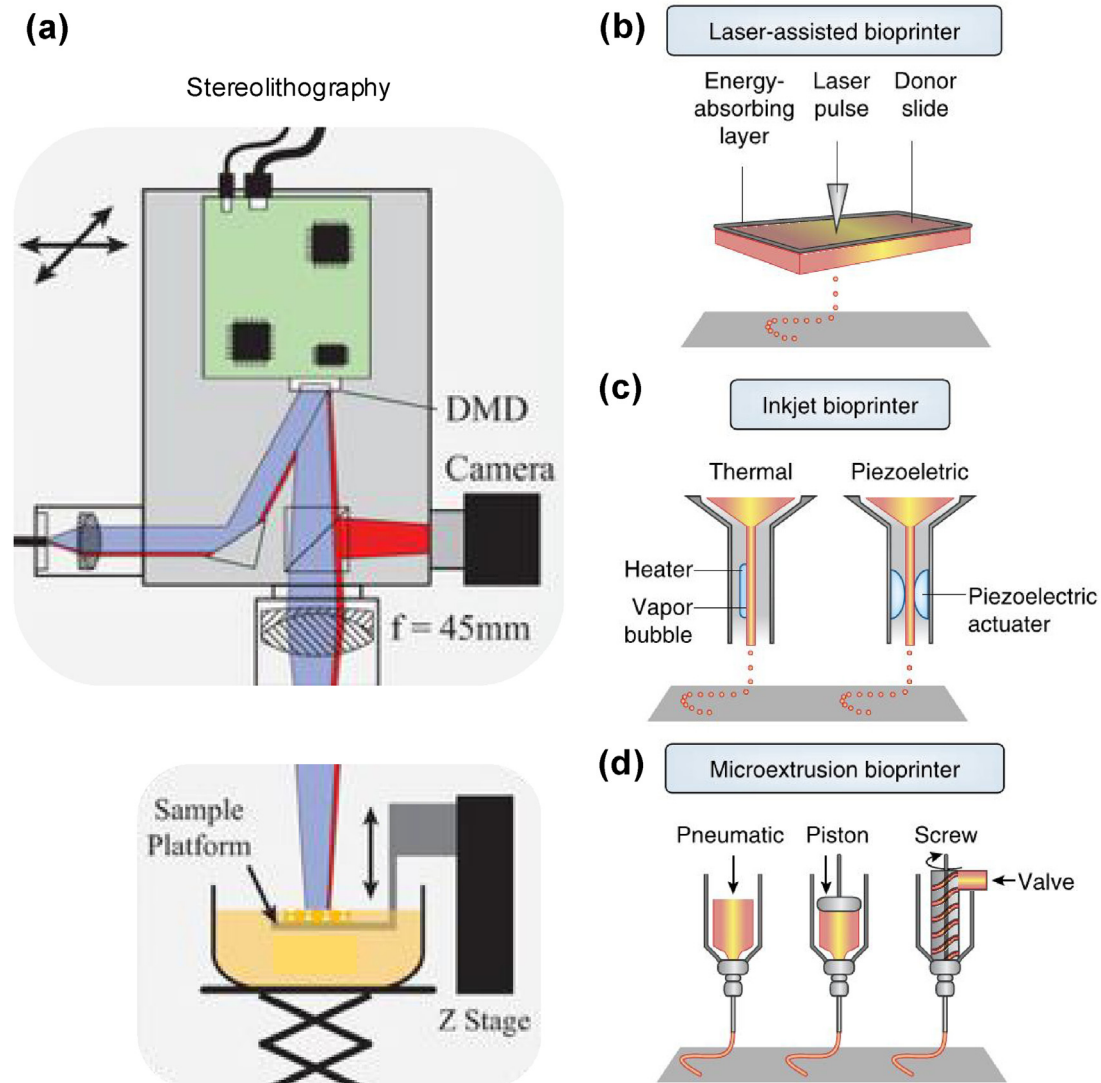 (a)
Stereolithography
DMD
Camera
f = 45mm
Sample
Platform
Z Stage
(b)
Laser-assisted bioprinter
Energy-
absorbing
layer
Laser
pulse
Donor
slide
(c)
Inkjet bioprinter
Thermal
Piezoeletric
Heater
Vapor
bubble
Piezoelectric
actuater
(d)
Microextrusion bioprinter
Pneumatic
Piston
Screw
Valve